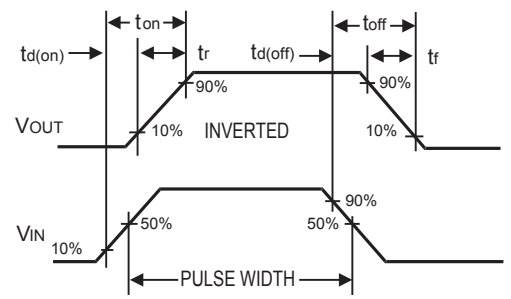 ton
toff
td(on)
tr
td(off)
tf
90%
90%
VOUT
10%
INVERTED
10%
90%
VIN
50%
50%
10%
PULSE WIDTH